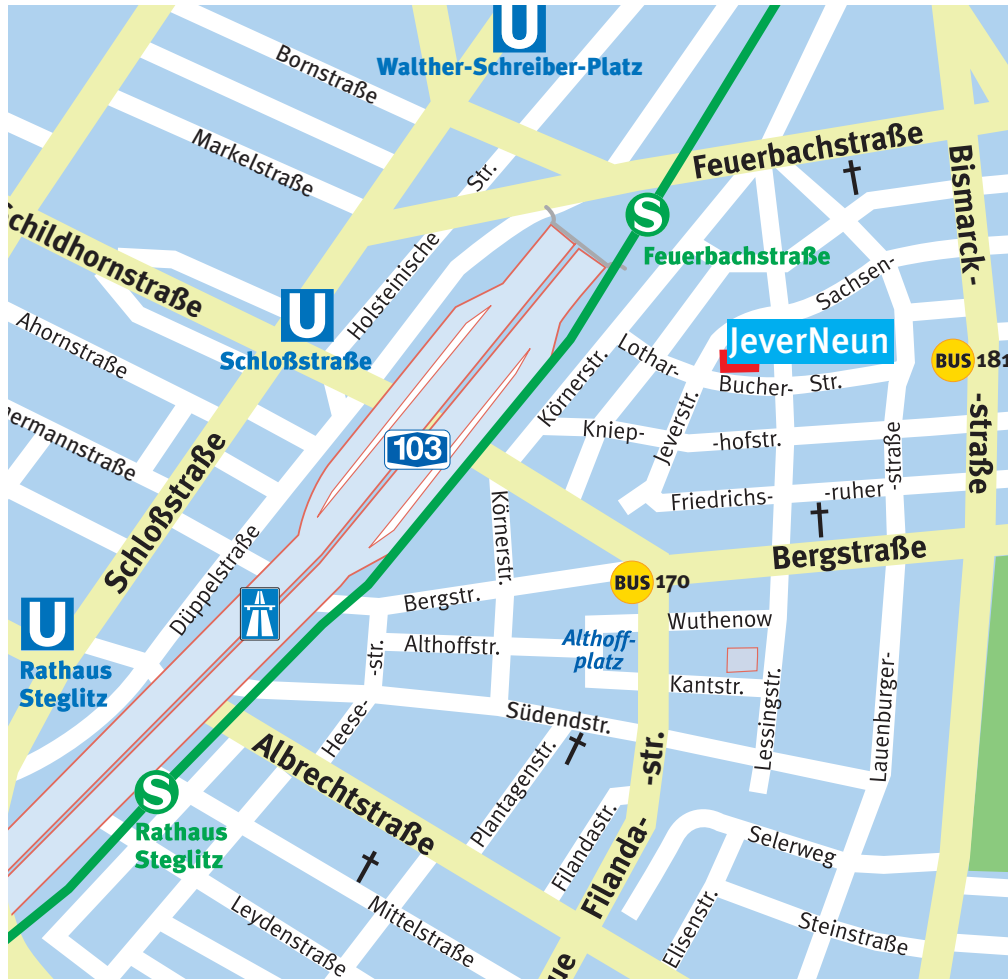 U
Walther-Schreiber-Platz
Bornstraße
Markelstraße
Str.
Holsteinische
Feuerbachstraße
Bismarck-
-straße
S
Feuerbachstraße
Schildhornstraße
Sachsen-
U
Schloßstraße
Ahornstraße
JeverNeun
BUS 181
Lothar-
Bucher- Str.
Körnerstr.
Jeverstr.
Kniep- -hofstr.
-straße
ermannstraße
103
Schloßstraße
Friedrichs- -ruher
Körnerstr.
Bergstraße
Düppelstraße
BUS 170
Bergstr.
U
Rathaus
Steglitz
Wuthenow
Althoffstr.
Althoff-
platz
-str.
Heese-
Kantstr.
Südendstr.
Lessingstr.
Lauenburger-
-str.
Filanda-
Albrechtstraße
Plantagenstr.
Filandastr.
S
Rathaus
Steglitz
Selerweg
Elisenstr.
Steinstraße
Mittelstraße
Leydenstraße
ue